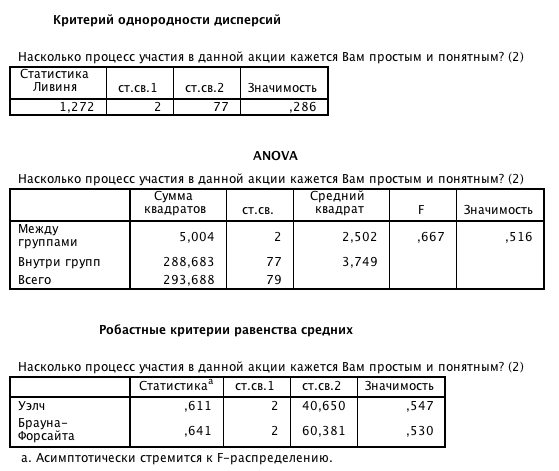 Критерий однородности дисперсий
Насколько процесс участия в данной акции кажется Вам простым и понятным? (2)
Статистика
Ливиня ст.св.1 ст.св.2 Значимость
1,272 2 77 ,286
ANOVA
Насколько процесс участия в данной акции кажется Вам простым и понятным? (2)
Сумма Средний
квадратов ст.св. квадрат F Значимость
Между
группами 5,004 2 2,502 ,667 ,516
Внутри групп 288,683 77 3,749
Всего 293,688 79
Робастные критерии равенства средних
Насколько процесс участия в данной акции кажется Вам простым и понятным? (2)
Статистикаa ст.св.1 ст.св.2 Значимость
Уэлч ,611 2 40,650 ,547
Брауна-
Форсайта ,641 2 60,381 ,530
a. Асимптотически стремится к F-распределению.